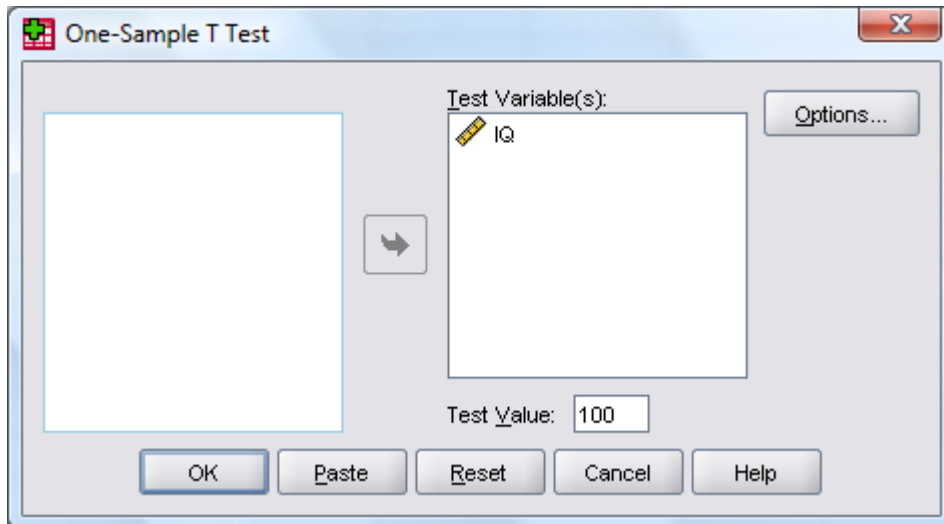 One-Sample T Test
Test Variable(s):
IQ
Options...
Test Value: 100
OK Paste Reset Cancel Help